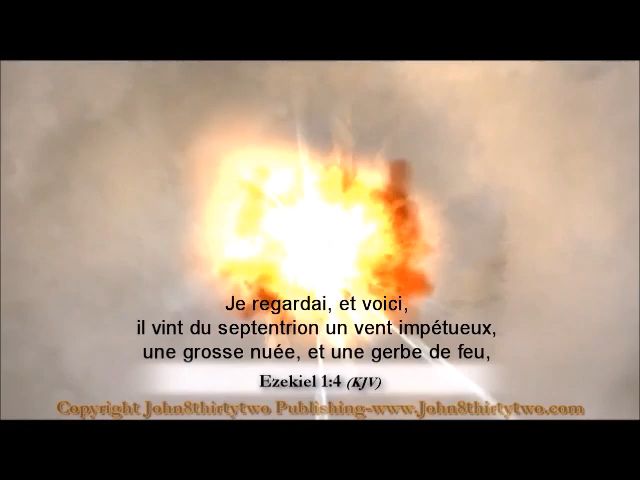 Je regardai, et voici,
il vint du septentrion un vent impétueux,
une grosse nuée, et une gerbe de feu,
Ezekiel 1:4 (KJV)
Copyright John8thirtytwo Publishing-www.John8thirtytwo.com